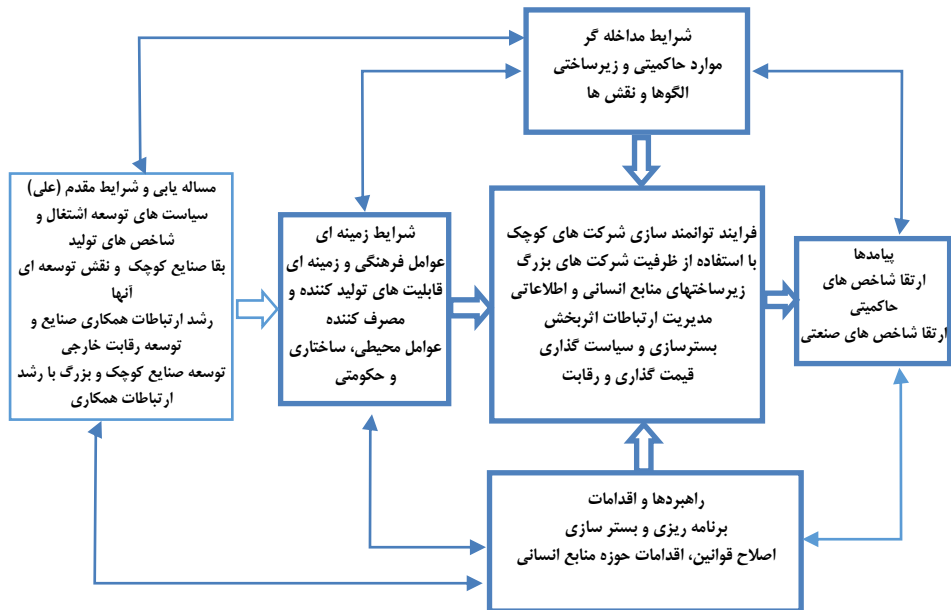 شرایط مداخله گر
موارد حاکمیتی و زیرساختی
الگوها و نقش ها
مساله یابی و شرایط مقدم (علی)
سیاست های توسعه اشتغال و
شاخص های تولید
بقا صنایع کوچک و نقش توسعه ای
آنها
رشد ارتباطات همکاری صنایع و
توسعه رقابت خارجی
توسعه صنایع کوچک و بزرگ با رشد
ارتباطات همکاری
شرایط زمینه ای
عوامل فرهنگی و زمینه ای
قابلیت های تولید کننده و
مصرف کننده
عوامل محیطی، ساختاری
و حکومتی
فرایند توانمند سازی شرکت های کوچک
با استفاده از ظرفیت شرکت های بزرگ
زیرساختهای منابع انسانی و اطلاعاتی
مدیریت ارتباطات اثربخش
بسترسازی و سیاست گذاری
قیمت گذاری و رقابت
پیامدها
ارتقا شاخص های
حاکمیتی
ارتقا شاخص های صنعتی
راهبردها و اقدامات
برنامه ریزی و بستر سازی
اصلاح قوانین، اقدامات حوزه منابع انسانی